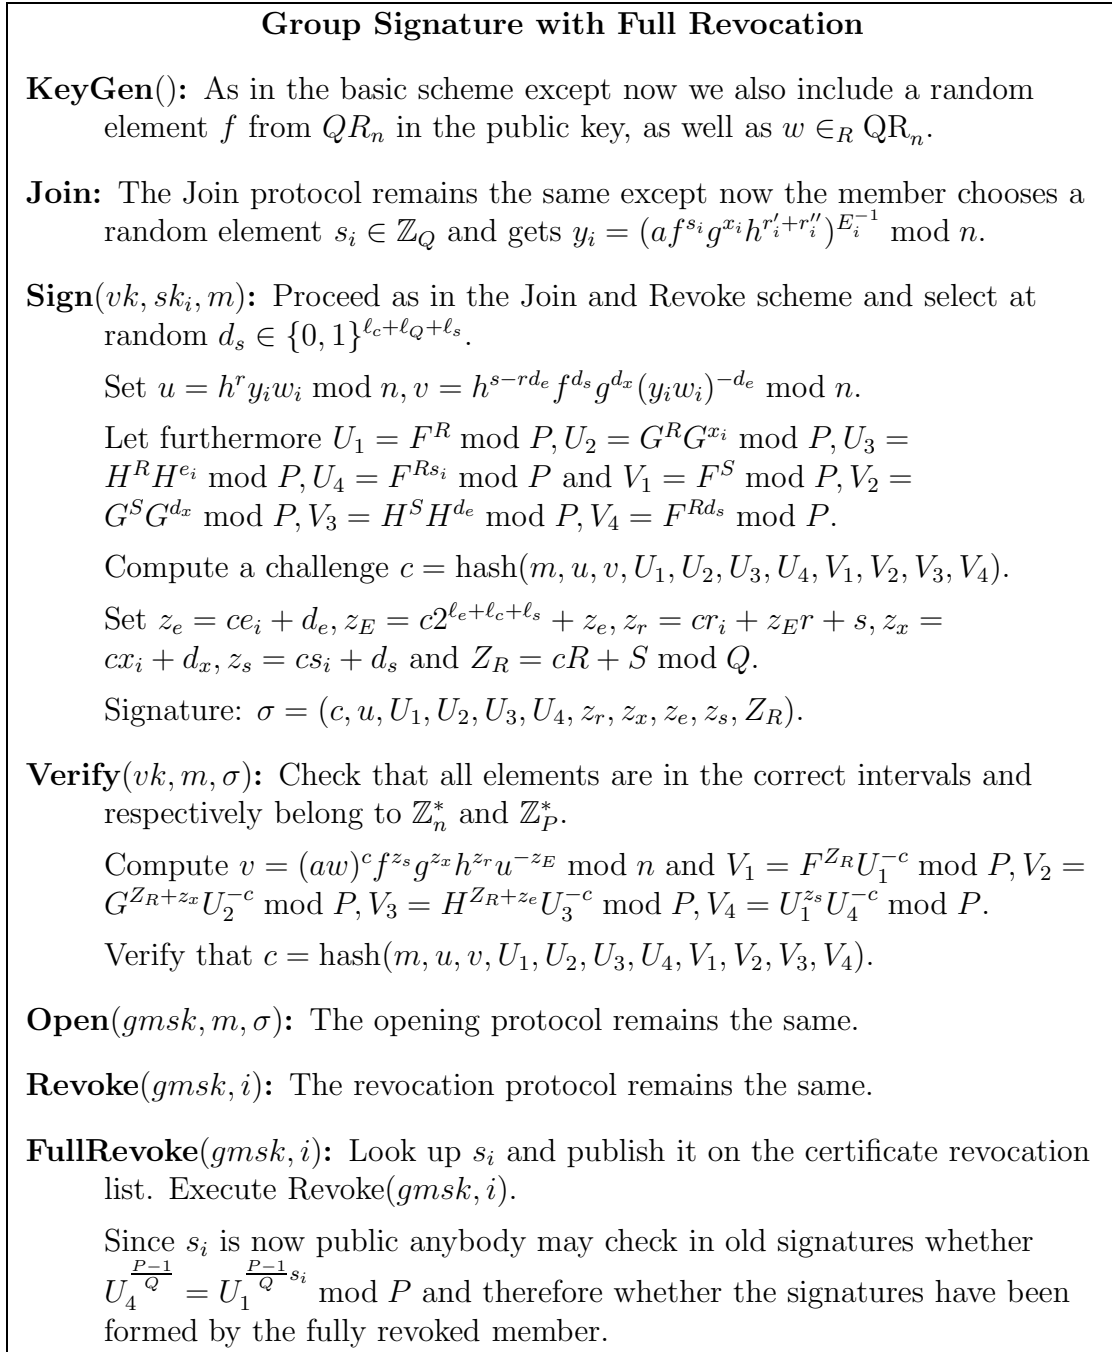 Group Signature with Full Revocation
KeyGen(): As in the basic scheme except now we also include a random
element f from QR_n in the public key, as well as w ∈_R QR_n.
Join: The Join protocol remains the same except now the member chooses a
random element s_i ∈ ℤ_Q and gets y_i = (af^{s_i}g^{x_i}h^{r'_i+r''_i})^{E_i^{-1}} mod n.
Sign(vk, sk_i, m): Proceed as in the Join and Revoke scheme and select at
random d_s ∈ {0, 1}^{ℓ_c+ℓ_Q+ℓ_s}.
Set u = h^r y_i w_i mod n, v = h^{s−rd_e} f^{d_s} g^{d_x} (y_i w_i)^{−d_e} mod n.
Let furthermore U_1 = F^R mod P, U_2 = G^R G^{x_i} mod P, U_3 =
H^R H^{e_i} mod P, U_4 = F^{Rs_i} mod P and V_1 = F^S mod P, V_2 =
G^S G^{d_x} mod P, V_3 = H^S H^{d_e} mod P, V_4 = F^{Rd_s} mod P.
Compute a challenge c = hash(m, u, v, U_1, U_2, U_3, U_4, V_1, V_2, V_3, V_4).
Set z_e = ce_i + d_e, z_E = c2^{ℓ_e+ℓ_c+ℓ_s} + z_e, z_r = cr_i + z_E r + s, z_x =
cx_i + d_x, z_s = cs_i + d_s and Z_R = cR + S mod Q.
Signature: σ = (c, u, U_1, U_2, U_3, U_4, z_r, z_x, z_e, z_s, Z_R).
Verify(vk, m, σ): Check that all elements are in the correct intervals and
respectively belong to ℤ*_n and ℤ*_P.
Compute v = (aw)^c f^{z_s} g^{z_x} h^{z_r} u^{−z_E} mod n and V_1 = F^{Z_R} U_1^{−c} mod P, V_2 =
G^{Z_R+z_x} U_2^{−c} mod P, V_3 = H^{Z_R+z_e} U_3^{−c} mod P, V_4 = U_1^{z_s} U_4^{−c} mod P.
Verify that c = hash(m, u, v, U_1, U_2, U_3, U_4, V_1, V_2, V_3, V_4).
Open(gmsk, m, σ): The opening protocol remains the same.
Revoke(gmsk, i): The revocation protocol remains the same.
FullRevoke(gmsk, i): Look up s_i and publish it on the certificate revocation
list. Execute Revoke(gmsk, i).
Since s_i is now public anybody may check in old signatures whether
U_4^{\frac{P−1}{Q}} = U_1^{\frac{P−1}{Q}s_i} mod P and therefore whether the signatures have been
formed by the fully revoked member.